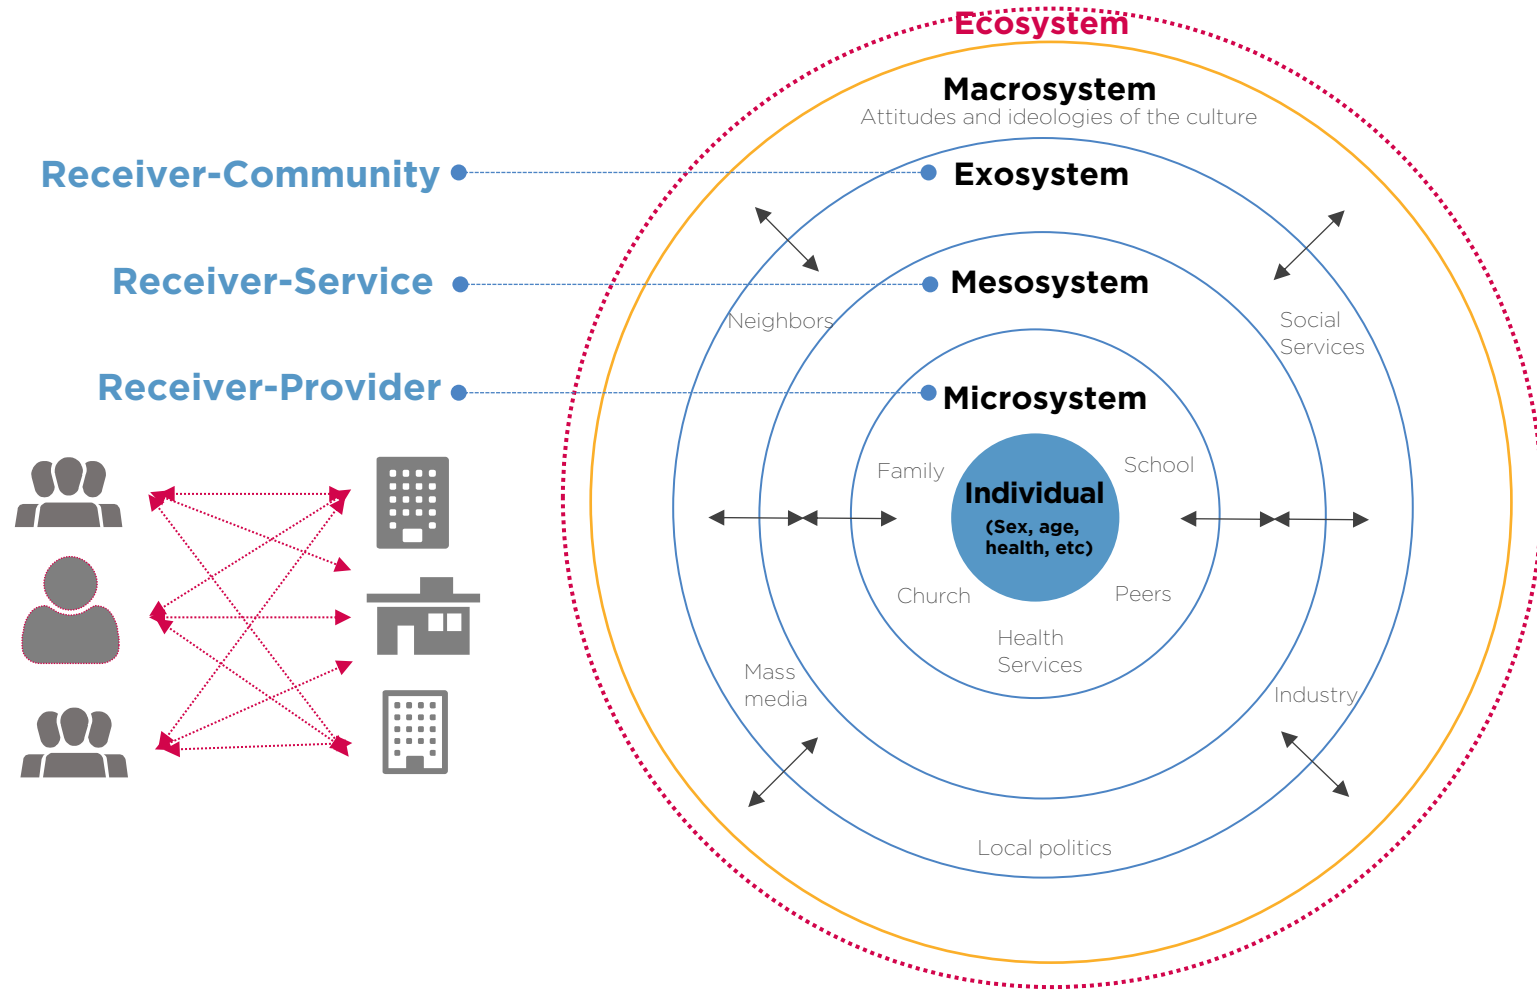 Ecosystem
Macrosystem
Attitudes and ideologies of the culture
Receiver-Community
Exosystem
Receiver-Service
Mesosystem
Neighbors
Social
Services
Receiver-Provider
Microsystem
Family
School
Individual
(Sex, age,
health, etc)
Church
Peers
Health
Services
Mass
media
Industry
Local politics